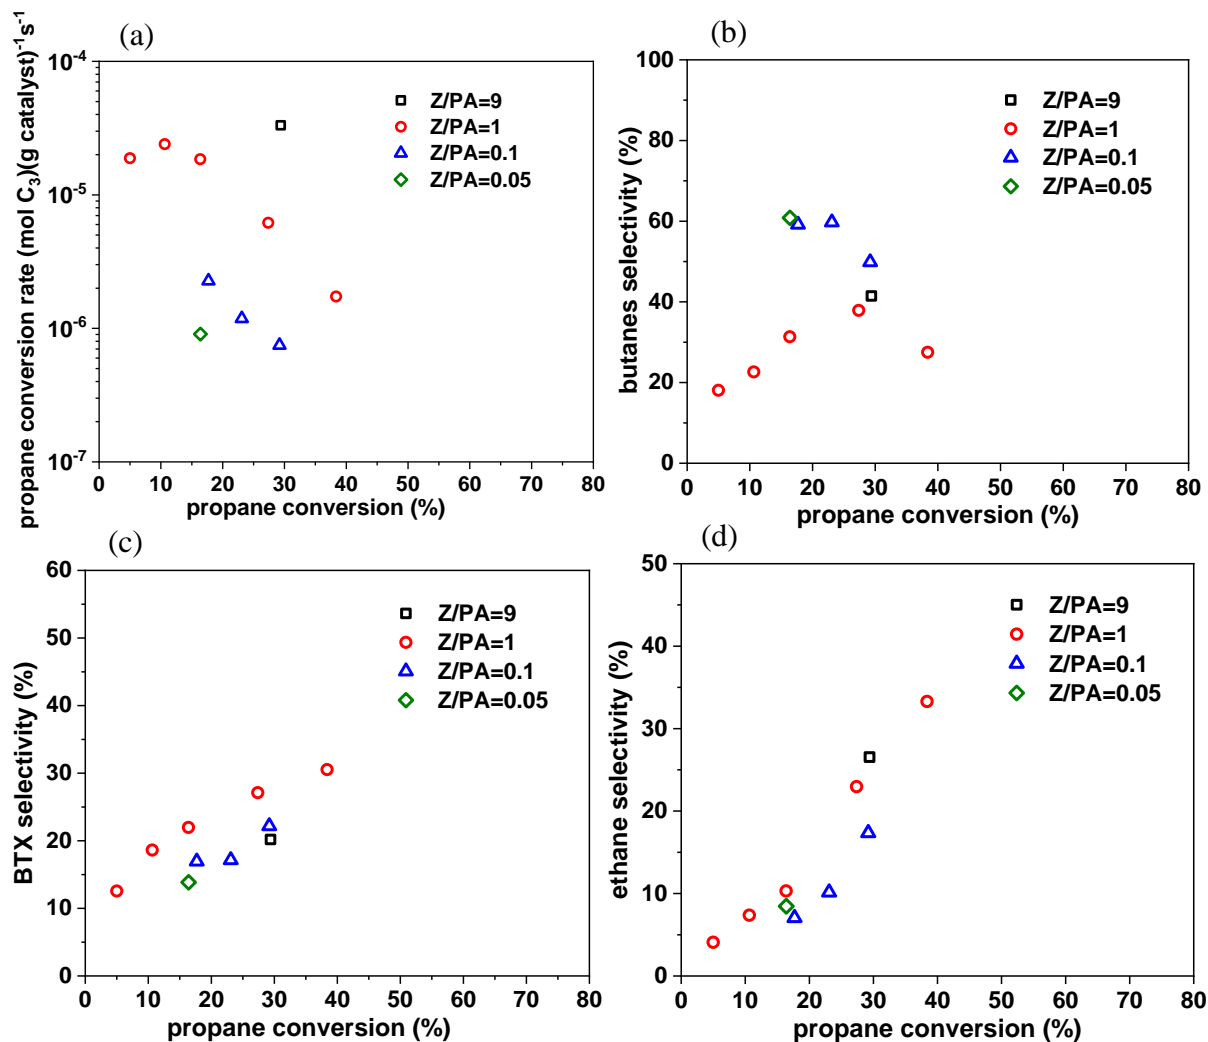 (a)
propane conversion rate (mol C3)(g catalyst)-1s-1
10-4
10-5
10-6
10-7
Z/PA=9
Z/PA=1
Z/PA=0.1
Z/PA=0.05
0 10 20 30 40 50 60 70 80
propane conversion (%)
(b)
butanes selectivity (%)
100
80
60
40
20
0
Z/PA=9
Z/PA=1
Z/PA=0.1
Z/PA=0.05
0 10 20 30 40 50 60 70 80
propane conversion (%)
(c)
BTX selectivity (%)
60
50
40
30
20
10
0
Z/PA=9
Z/PA=1
Z/PA=0.1
Z/PA=0.05
0 10 20 30 40 50 60 70 80
propane conversion (%)
(d)
ethane selectivity (%)
50
40
30
20
10
0
Z/PA=9
Z/PA=1
Z/PA=0.1
Z/PA=0.05
0 10 20 30 40 50 60 70 80
propane conversion (%)